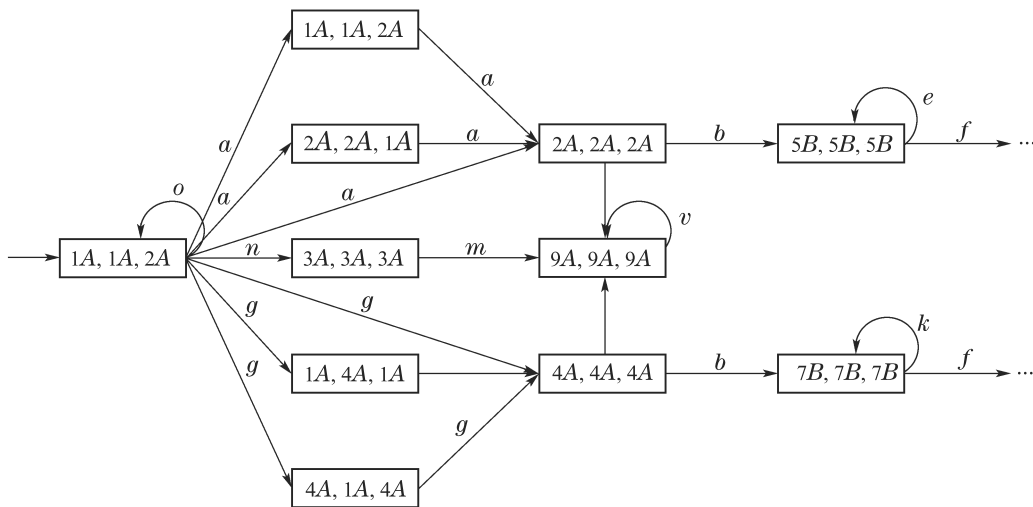 1A, 1A, 2A
a
e
2A, 2A, 1A
a
2A, 2A, 2A
b
5B, 5B, 5B
f
...
a
a
a
o
v
1A, 1A, 2A
n
3A, 3A, 3A
m
9A, 9A, 9A
g
g
k
g
1A, 4A, 1A
4A, 4A, 4A
b
7B, 7B, 7B
f
...
g
4A, 1A, 4A